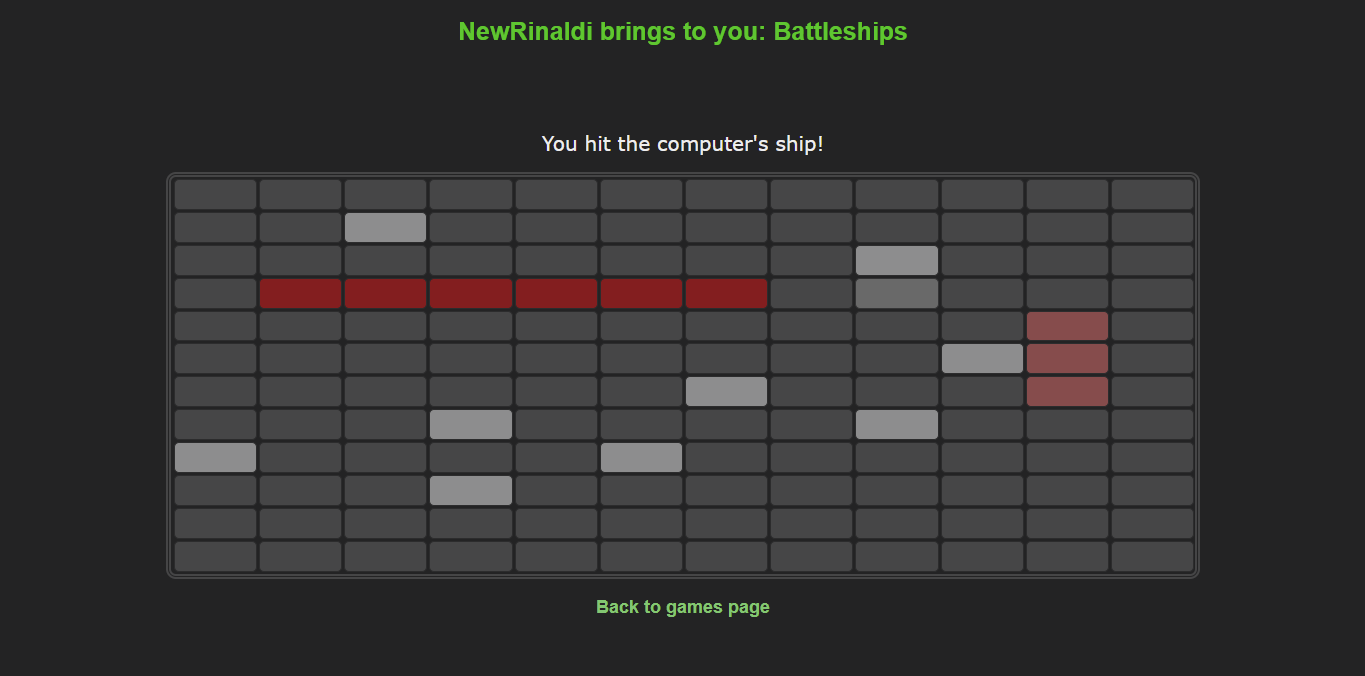 NewRinaldi brings to you: Battleships
You hit the computer's ship!
Back to games page